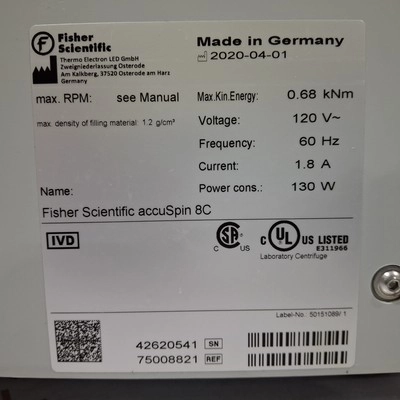 Fisher
Scientific
Thermo Electron LED GmbH
Zweigniederlassung Osterode
Am Kalkberg, 37520 Osterode am Harz
Germany
Made in Germany
2020-04-01
max. RPM: see Manual
max. density of filling material: 1,2 g/cm³
Max.Kin.Energy: 0.68 kNm
Voltage: 120 V~
Frequency: 60 Hz
Current: 1.8 A
Power cons.: 130 W
Name:
Fisher Scientific accuSpin 8C
IVD
SA
C US
C UL US LISTED
E311966
Laboratory Centrifuge
Label-No. 50151089/ 1
42620541 SN
75008821 REF